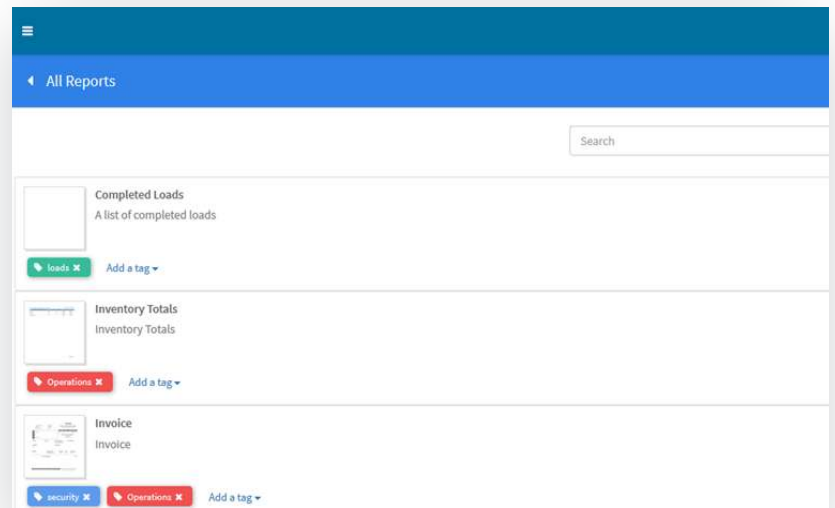 All Reports
Search
Completed Loads
A list of completed loads
loads
Add a tag
Inventory Totals
Inventory Totals
Operations
Add a tag
Invoice
Invoice
security
Operations
Add a tag